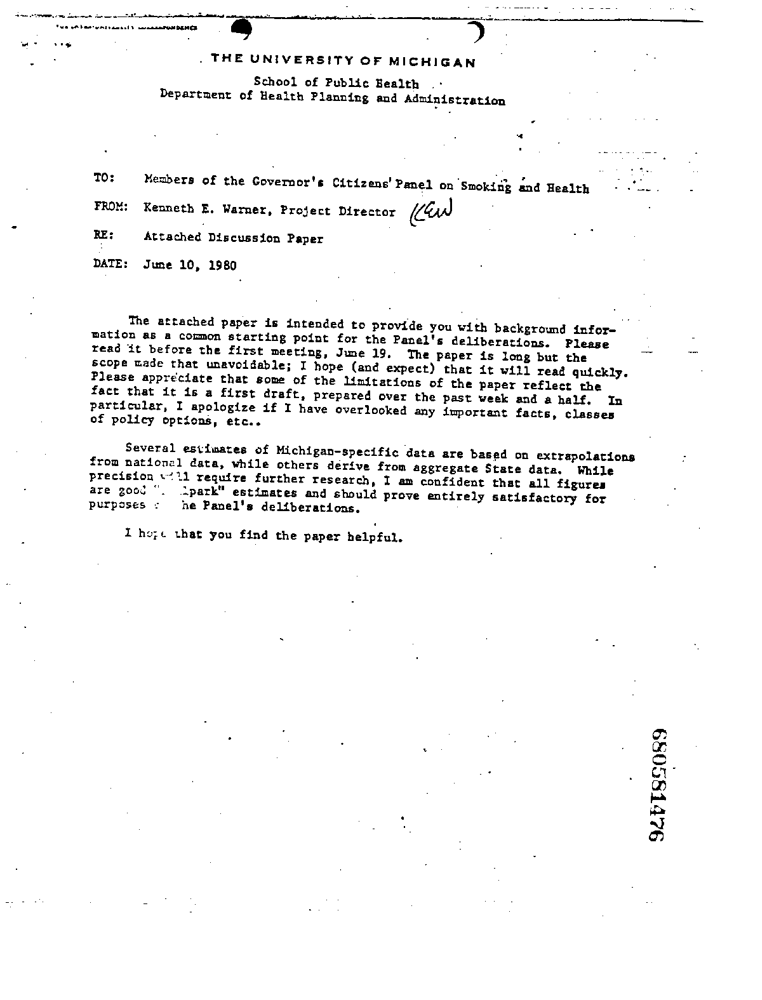 THE UNIVERSITY OF MICHIGAN
School of Public Health
Department of Health Planning and Administration
TO: Members of the Governor's Citizens' Panel on Smoking and Health
FROM: Kenneth E. Warner, Project Director KEW
RE: Attached Discussion Paper
DATE: June 10, 1980
The attached paper is intended to provide you with background infor-
mation as a common starting point for the Panel's deliberations. Please
read it before the first meeting, June 19. The paper is long but the
scope made that unavoidable; I hope (and expect) that it will read quickly.
Please appreciate that some of the limitations of the paper reflect the
fact that it is a first draft, prepared over the past week and a half. In
particular, I apologize if I have overlooked any important facts, classes
of policy options, etc..
Several estimates of Michigan-specific data are based on extrapolations
from national data, while others derive from aggregate State data. While
precision will require further research, I am confident that all figures
are good " park" estimates and should prove entirely satisfactory for
purposes he Panel's deliberations.
I hope that you find the paper helpful.
680581476